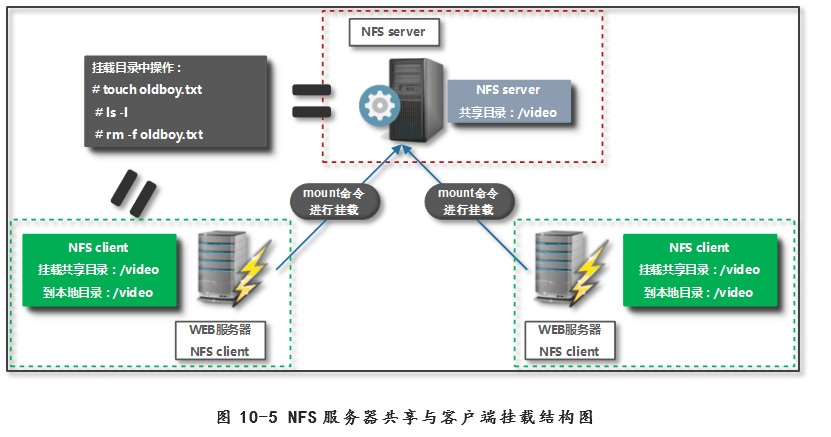 NFS server
挂载目录中操作：
# touch oldboy.txt
# ls -l
# rm -f oldboy.txt
NFS server
共享目录：/video
mount命令
进行挂载
mount命令
进行挂载
NFS client
挂载共享目录：/video
到本地目录：/video
WEB服务器
NFS client
NFS client
挂载共享目录：/video
到本地目录：/video
WEB服务器
NFS client
图 10-5 NFS 服务器共享与客户端挂载结构图